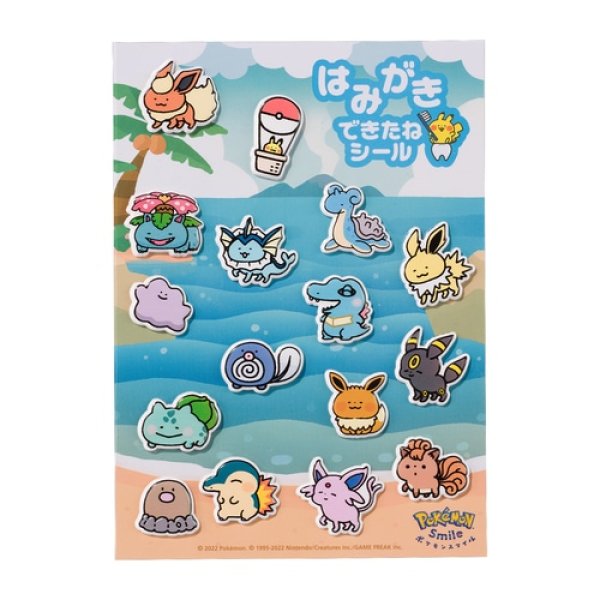 はみがき
できたね
シール
POKÉMON
Smile
ポケモンスマイル
© 2022 Pokémon. © 1995-2022 Nintendo/Creatures Inc./GAME FREAK inc.